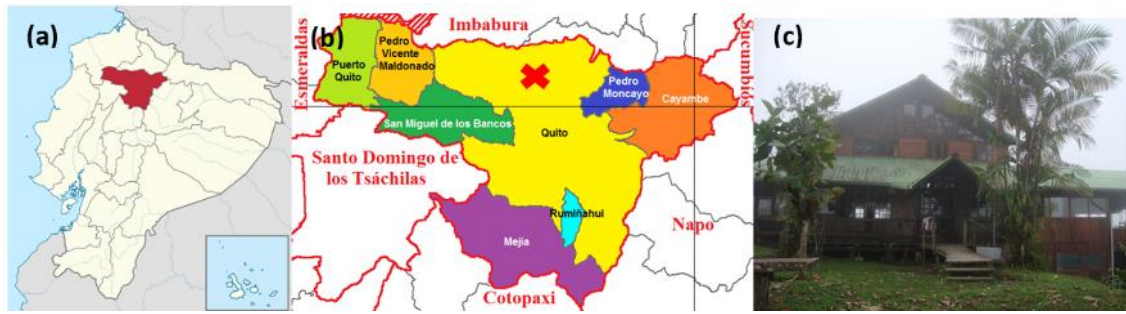 (a)
(b)
(c)
Imbabura
Esmeraldas
Sucumbíos
Pedro
Vicente
Maldonado
Puerto
Quito
Pedro
Moncayo
Cayambe
San Miguel de los Bancos
Quito
Santo Domingo de
los Tsáchilas
Rumiñahui
Napo
Mejía
Cotopaxi